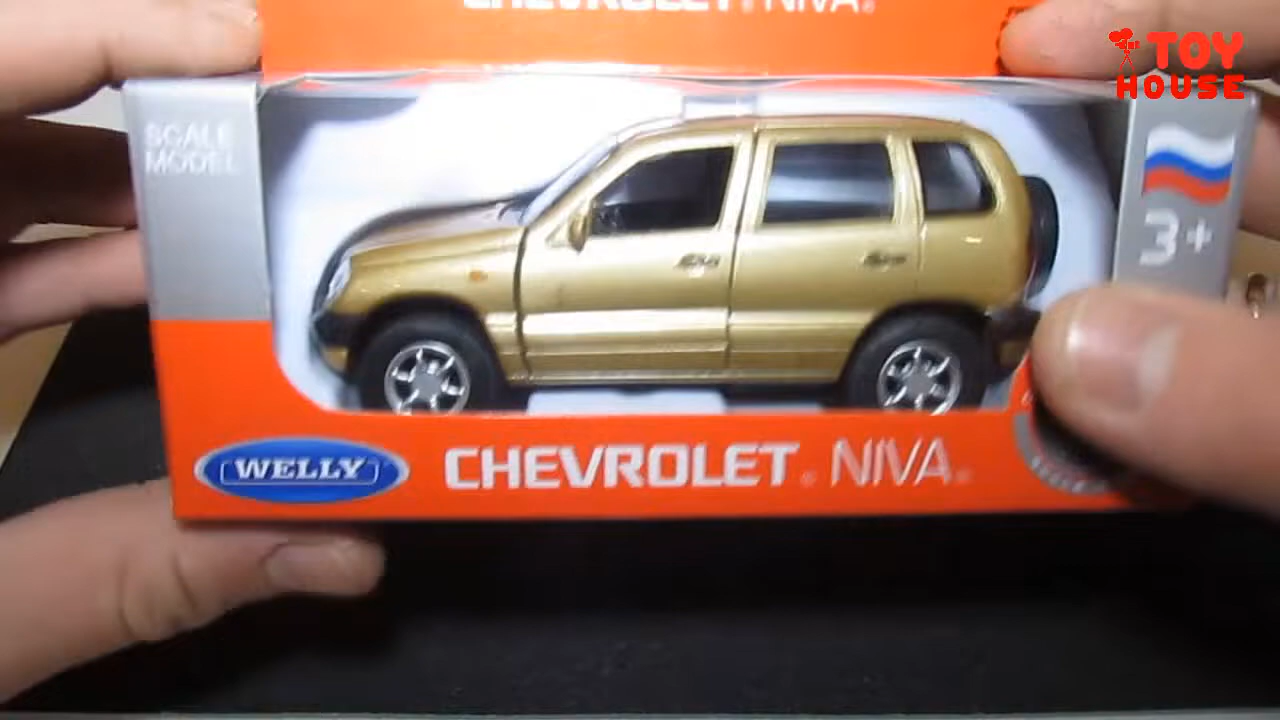 CHEVROLET® NIVA®
TOY
HOUSE
SCALE
MODEL
3+
WELLY
CHEVROLET® NIVA®